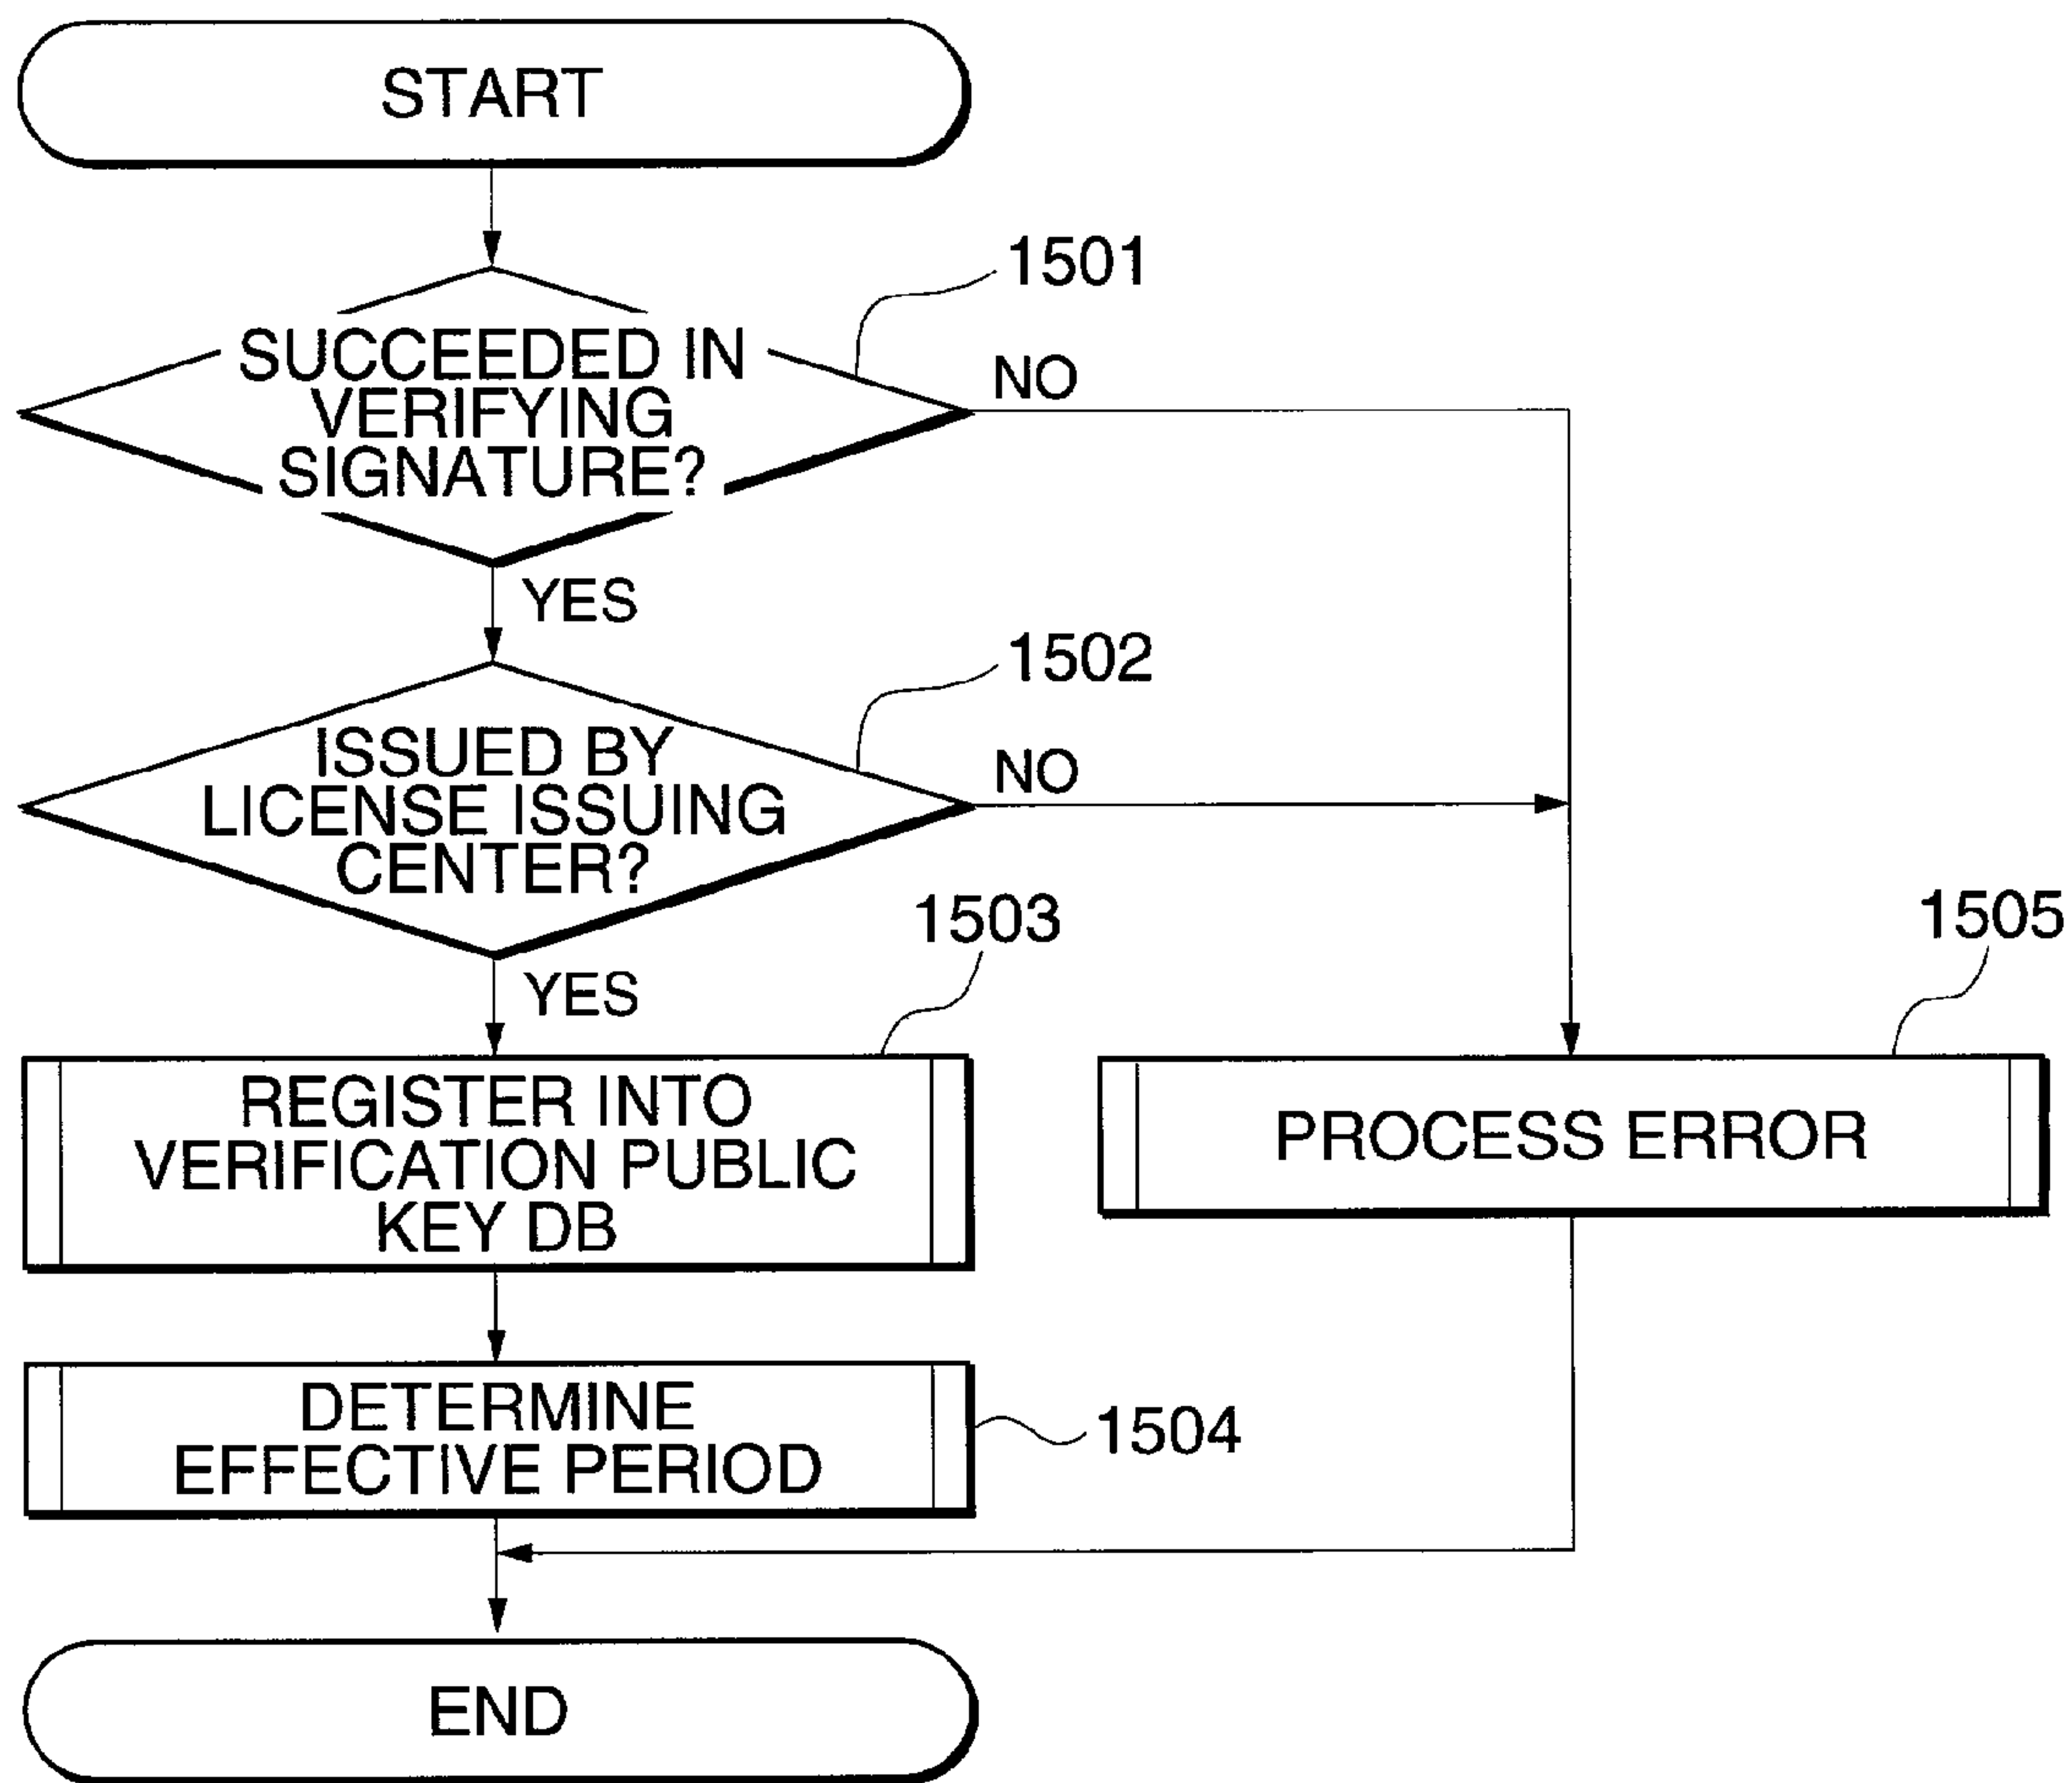 START
1501
SUCCEEDED IN
VERIFYING
SIGNATURE?
NO
YES
1502
ISSUED BY
LICENSE ISSUING
CENTER?
NO
YES
1503
REGISTER INTO
VERIFICATION PUBLIC
KEY DB
1505
PROCESS ERROR
DETERMINE
EFFECTIVE PERIOD
1504
END